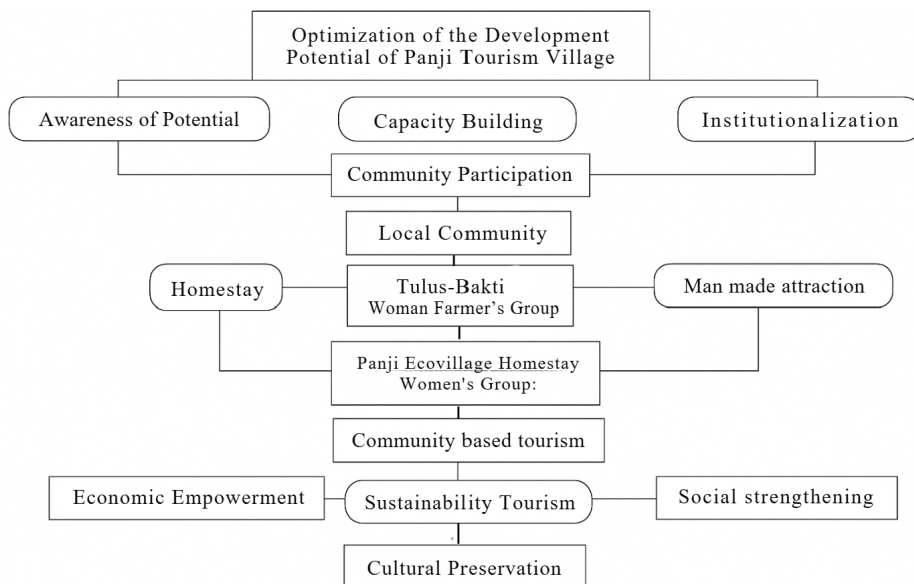 Optimization of the Development
Potential of Panji Tourism Village
Awareness of Potential
Capacity Building
Institutionalization
Community Participation
Local Community
Homestay
Tulus-Bakti
Woman Farmer's Group
Man made attraction
Panji Ecovillage Homestay
Women's Group:
Community based tourism
Economic Empowerment
Sustainability Tourism
Social strengthening
Cultural Preservation